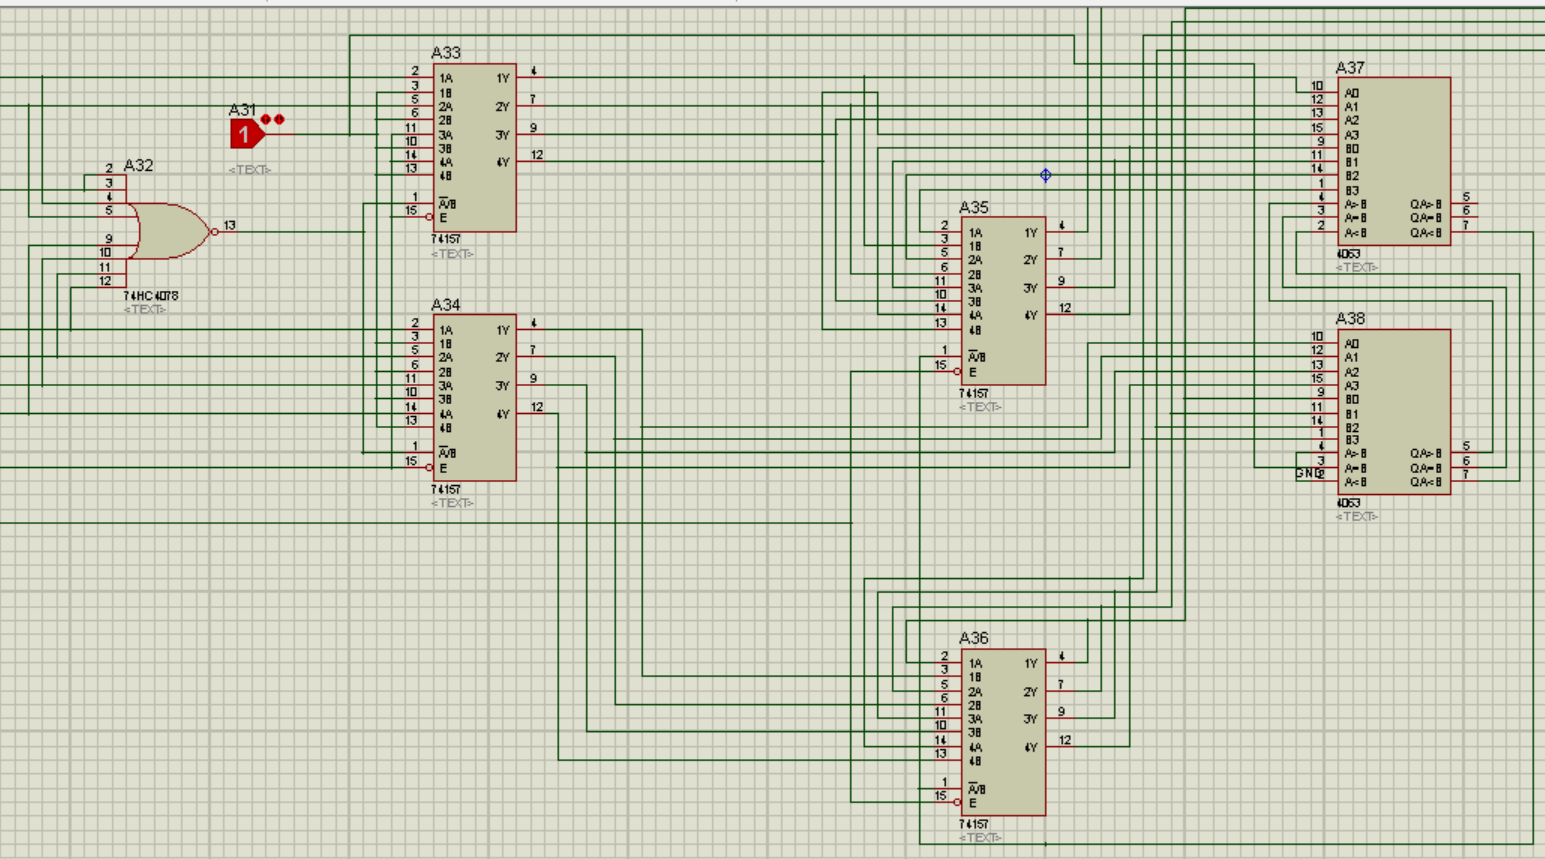 A33
2 1A 1Y 4
3 1B
5 2A 2Y 7
6 2B
11 3A 3Y 9
10 3B
14 4A 4Y 12
13 4B
1 A/B
15 E
74157
<TEXT>
A31
1
<TEXT>
A32
2
3
4
5
13
9
10
11
12
74HC4078
<TEXT>
A34
2 1A 1Y 4
3 1B
5 2A 2Y 7
6 2B
11 3A 3Y 9
10 3B
14 4A 4Y 12
13 4B
1 A/B
15 E
74157
<TEXT>
A35
2 1A 1Y 4
3 1B
5 2A 2Y 7
6 2B
11 3A 3Y 9
10 3B
14 4A 4Y 12
13 4B
1 A/B
15 E
74157
<TEXT>
A37
10 A0
12 A1
13 A2
15 A3
9 B0
11 B1
14 B2
1 B3
4 A>B QA>B 5
3 A=B QA=B 6
2 A<B QA<B 7
4063
<TEXT>
A38
10 A0
12 A1
13 A2
15 A3
9 B0
11 B1
14 B2
1 B3
4 A>B QA>B 5
3 A=B QA=B 6
GND 2 A<B QA<B 7
4063
<TEXT>
A36
2 1A 1Y 4
3 1B
5 2A 2Y 7
6 2B
11 3A 3Y 9
10 3B
14 4A 4Y 12
13 4B
1 A/B
15 E
74157
<TEXT>